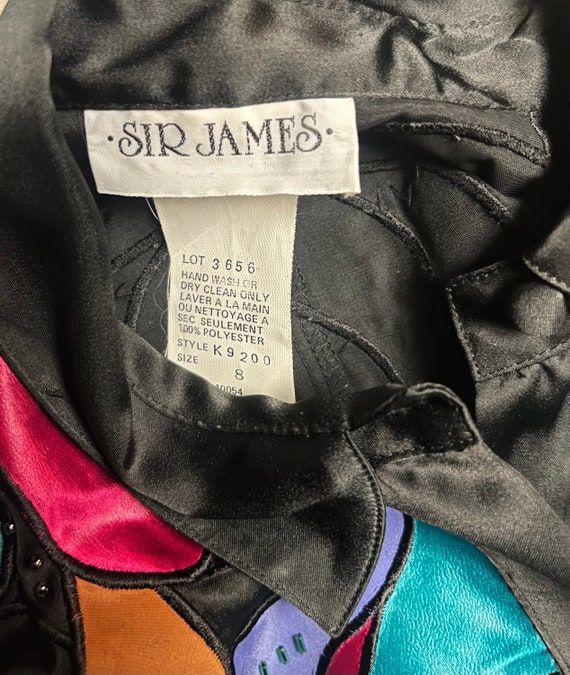 ·SIR JAMES·
LOT 3656
HAND WASH OR
DRY CLEAN ONLY
LAVER A LA MAIN
OU NETTOYAGE A
SEC SEULEMENT
100% POLYESTER
STYLE K9200
SIZE
8
10054